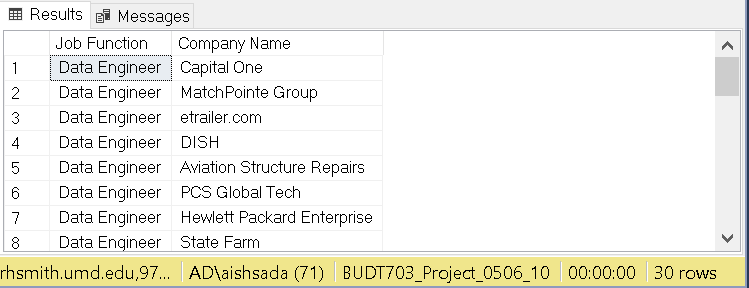 Results Messages
Job Function Company Name
1 Data Engineer Capital One
2 Data Engineer MatchPointe Group
3 Data Engineer etrailer.com
4 Data Engineer DISH
5 Data Engineer Aviation Structure Repairs
6 Data Engineer PCS Global Tech
7 Data Engineer Hewlett Packard Enterprise
8 Data Engineer State Farm
rhsmith.umd.edu,97... AD\aishsada (71) BUDT703_Project_0506_10 00:00:00 30 rows